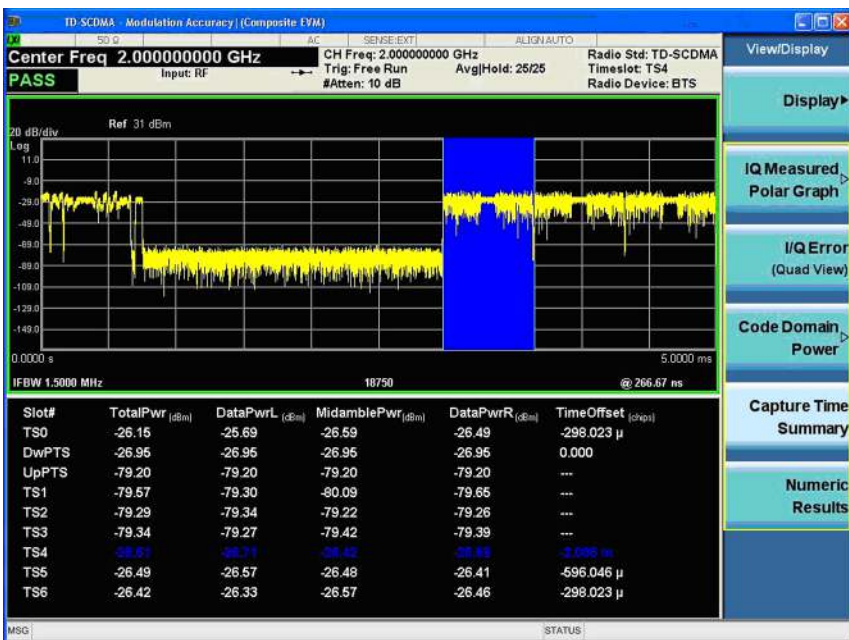 TD-SCDMA - Modulation Accuracy (Composite EVM)
50 Ω AC SENSE:EXT ALIGN AUTO
Center Freq 2.000000000 GHz
Input: RF
PASS
CH Freq: 2.000000000 GHz
Trig: Free Run Avg|Hold: 25/25
#Atten: 10 dB
Radio Std: TD-SCDMA
Timeslot: TS4
Radio Device: BTS
20 dB/div Ref 31 dBm
Log
11.0
-9.0
-29.0
-49.0
-69.0
-89.0
-109.0
-129.0
-149.0
0.0000 s 5.0000 ms
IFBW 1.5000 MHz 18750 @ 266.67 ns
Slot# TotalPwr (dBm) DataPwrL (dBm) MidamblePwr (dBm) DataPwrR (dBm) TimeOffset (chips)
TS0 -26.15 -25.69 -26.59 -26.49 -298.023 µ
DwPTS -26.95 -26.95 -26.95 -26.95 0.000
UpPTS -79.20 -79.20 -79.20 -79.20 ---
TS1 -79.57 -79.30 -80.09 -79.65 ---
TS2 -79.29 -79.34 -79.22 -79.26 ---
TS3 -79.34 -79.27 -79.42 -79.39 ---
TS4
TS5 -26.49 -26.57 -26.48 -26.41 -596.046 µ
TS6 -26.42 -26.33 -26.57 -26.46 -298.023 µ
MSG STATUS
View/Display
Display
IQ Measured
Polar Graph
I/Q Error
(Quad View)
Code Domain
Power
Capture Time
Summary
Numeric
Results